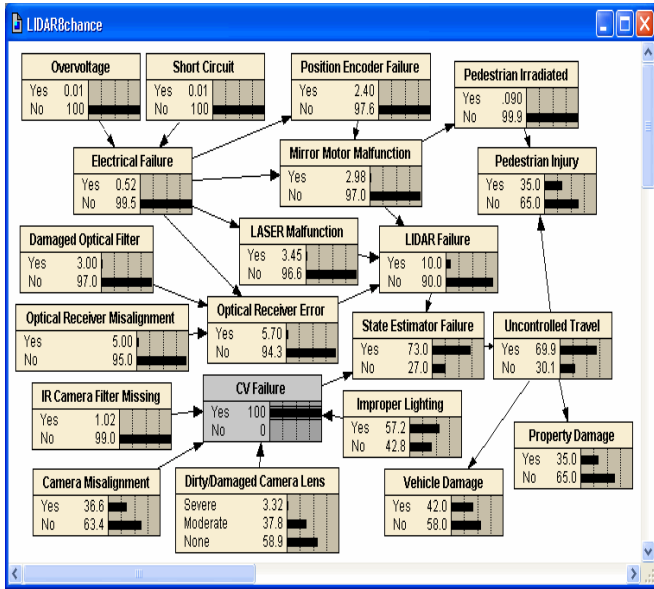 LIDAR8chance
Overvoltage
Yes 0.01
No 100
Short Circuit
Yes 0.01
No 100
Position Encoder Failure
Yes 2.40
No 97.6
Pedestrian Irradiated
Yes .090
No 99.9
Electrical Failure
Yes 0.52
No 99.5
Mirror Motor Malfunction
Yes 2.98
No 97.0
Pedestrian Injury
Yes 35.0
No 65.0
Damaged Optical Filter
Yes 3.00
No 97.0
LASER Malfunction
Yes 3.45
No 96.6
LIDAR Failure
Yes 10.0
No 90.0
Optical Receiver Misalignment
Yes 5.00
No 95.0
Optical Receiver Error
Yes 5.70
No 94.3
State Estimator Failure
Yes 73.0
No 27.0
Uncontrolled Travel
Yes 69.9
No 30.1
IR Camera Filter Missing
Yes 1.02
No 99.0
CV Failure
Yes 100
No 0
Improper Lighting
Yes 57.2
No 42.8
Property Damage
Yes 35.0
No 65.0
Camera Misalignment
Yes 36.6
No 63.4
Dirty/Damaged Camera Lens
Severe 3.32
Moderate 37.8
None 58.9
Vehicle Damage
Yes 42.0
No 58.0